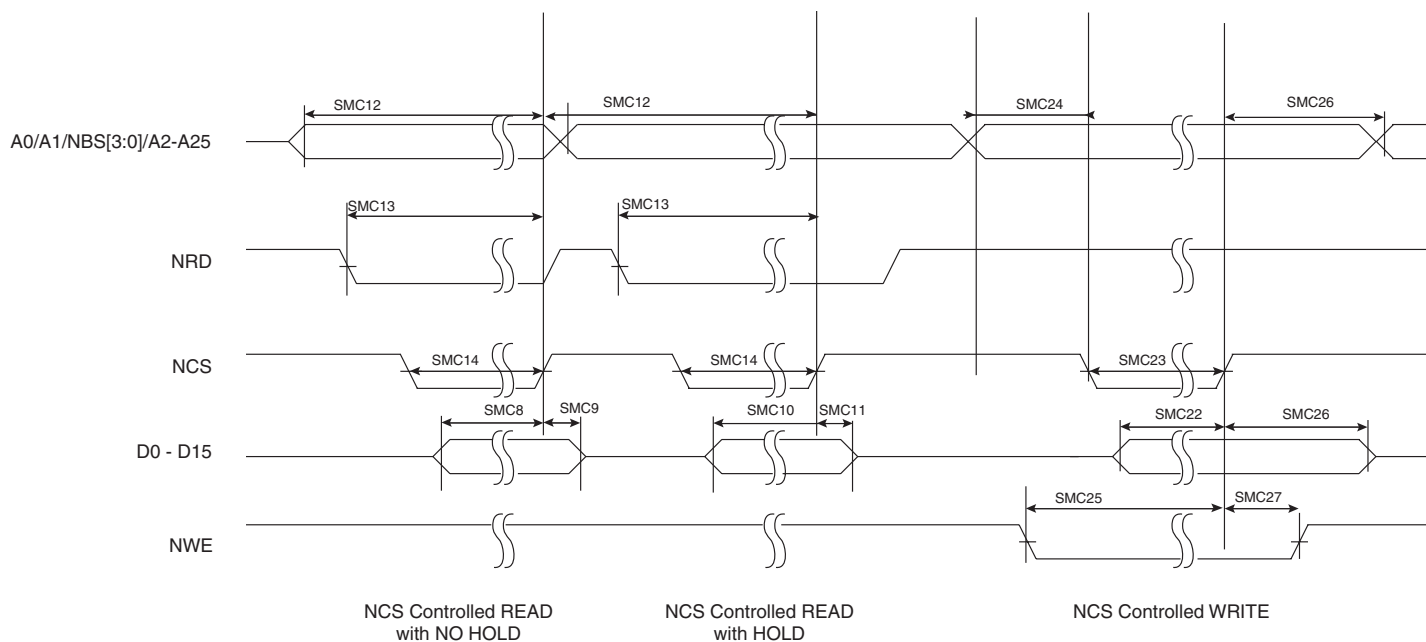 SMC12
SMC12
SMC24
SMC26
A0/A1/NBS[3:0]/A2-A25
SMC13
SMC13
NRD
NCS
SMC14
SMC14
SMC23
SMC8
SMC9
SMC10
SMC11
SMC22
SMC26
D0 - D15
SMC25
SMC27
NWE
NCS Controlled READ
with NO HOLD
NCS Controlled READ
with HOLD
NCS Controlled WRITE